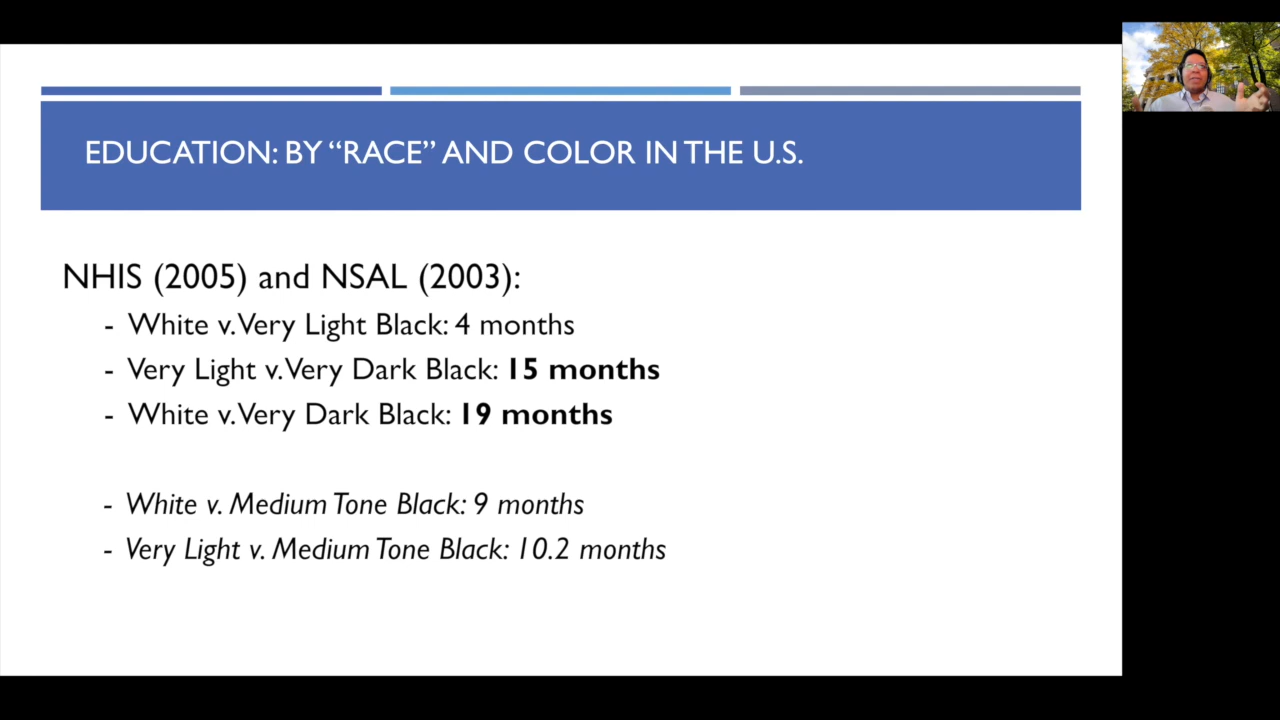 EDUCATION: BY “RACE” AND COLOR IN THE U.S.
NHIS (2005) and NSAL (2003):
- White v. Very Light Black: 4 months
- Very Light v. Very Dark Black: 15 months
- White v. Very Dark Black: 19 months
- White v. Medium Tone Black: 9 months
- Very Light v. Medium Tone Black: 10.2 months